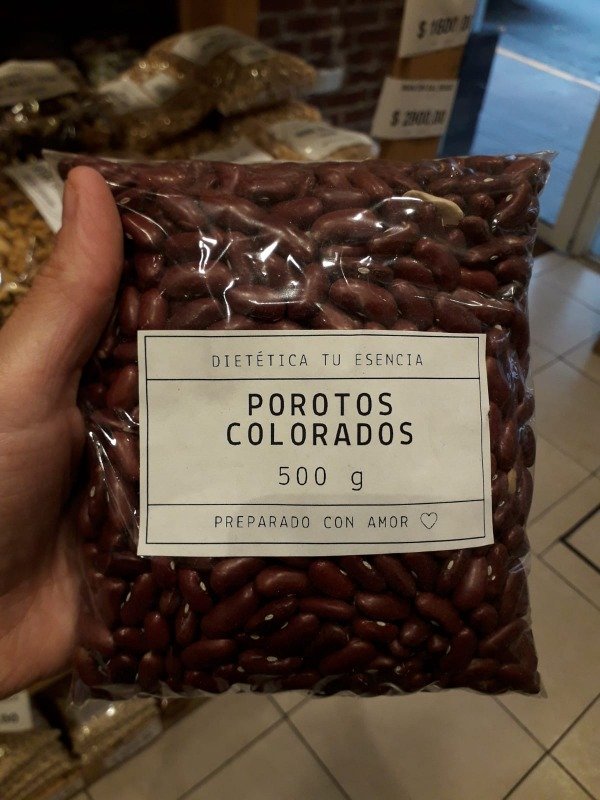 DIETÉTICA TU ESENCIA
POROTOS
COLORADOS
500 g
PREPARADO CON AMOR ♡